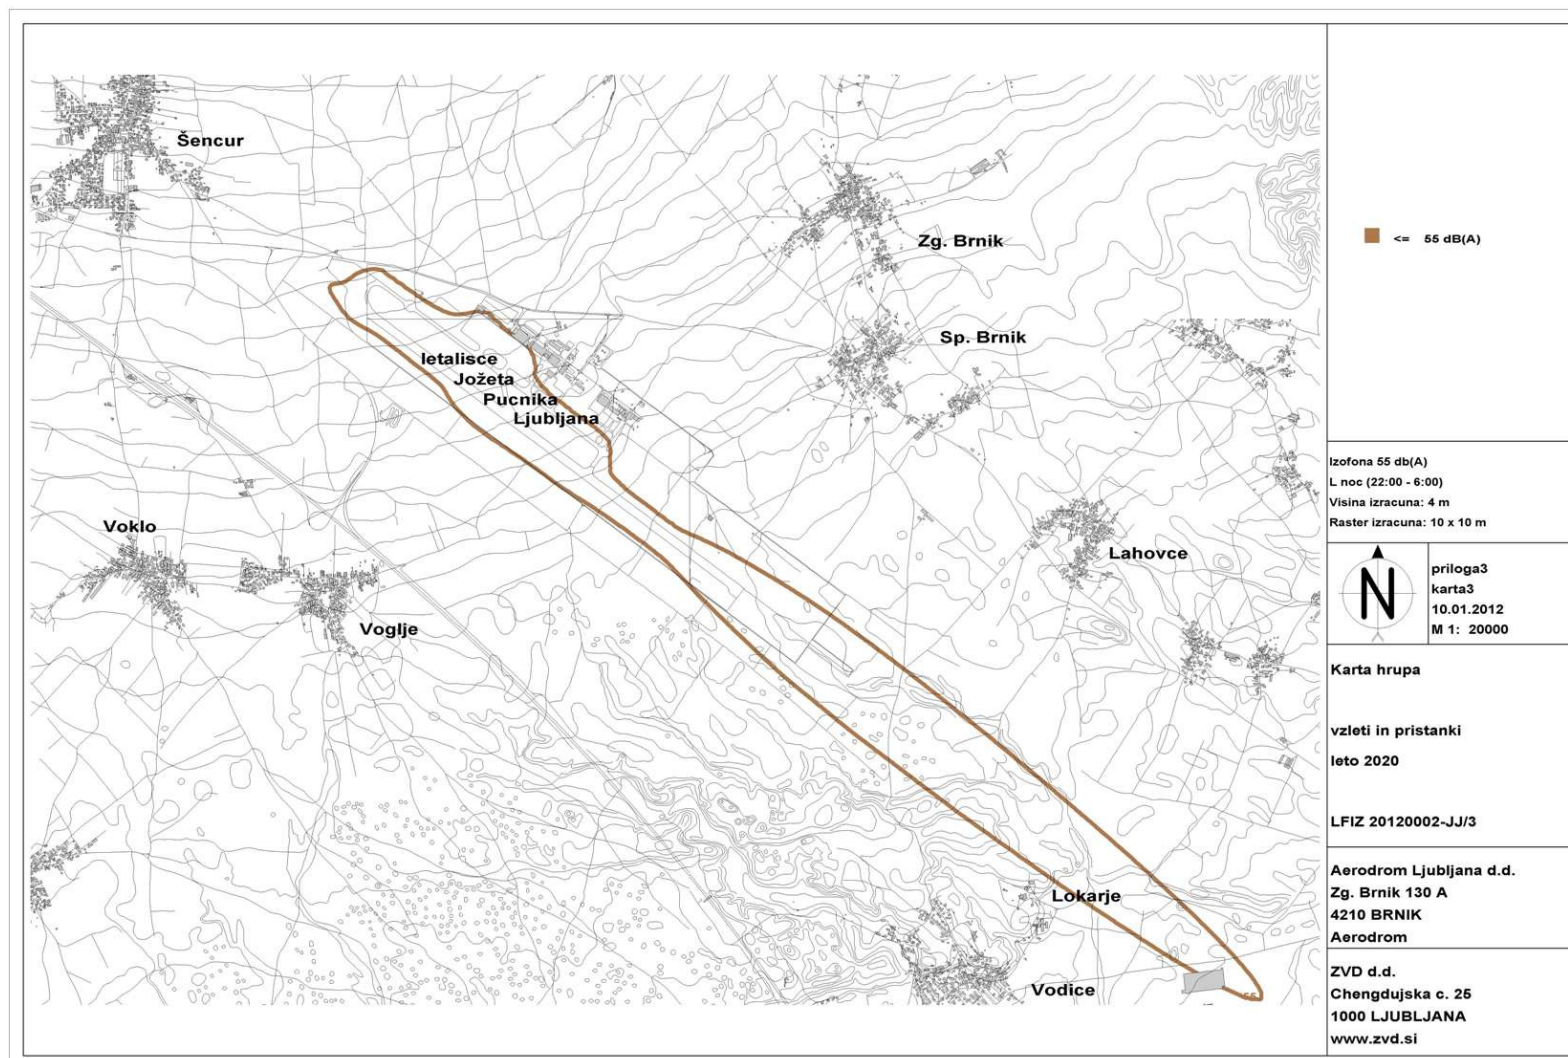 Šencur
Zg. Brnik
Sp. Brnik
letalisce
Jožeta
Pucnika
Ljubljana
Voklo
Lahovce
Voglje
Lokarje
Vodice
55
<= 55 dB(A)
Izofona 55 db(A)
L noc (22:00 - 6:00)
Visina izracuna: 4 m
Raster izracuna: 10 x 10 m
N
priloga3
karta3
10.01.2012
M 1: 20000
Karta hrupa
vzleti in pristanki
leto 2020
LFIZ 20120002-JJ/3
Aerodrom Ljubljana d.d.
Zg. Brnik 130 A
4210 BRNIK
Aerodrom
ZVD d.d.
Chengdujska c. 25
1000 LJUBLJANA
www.zvd.si